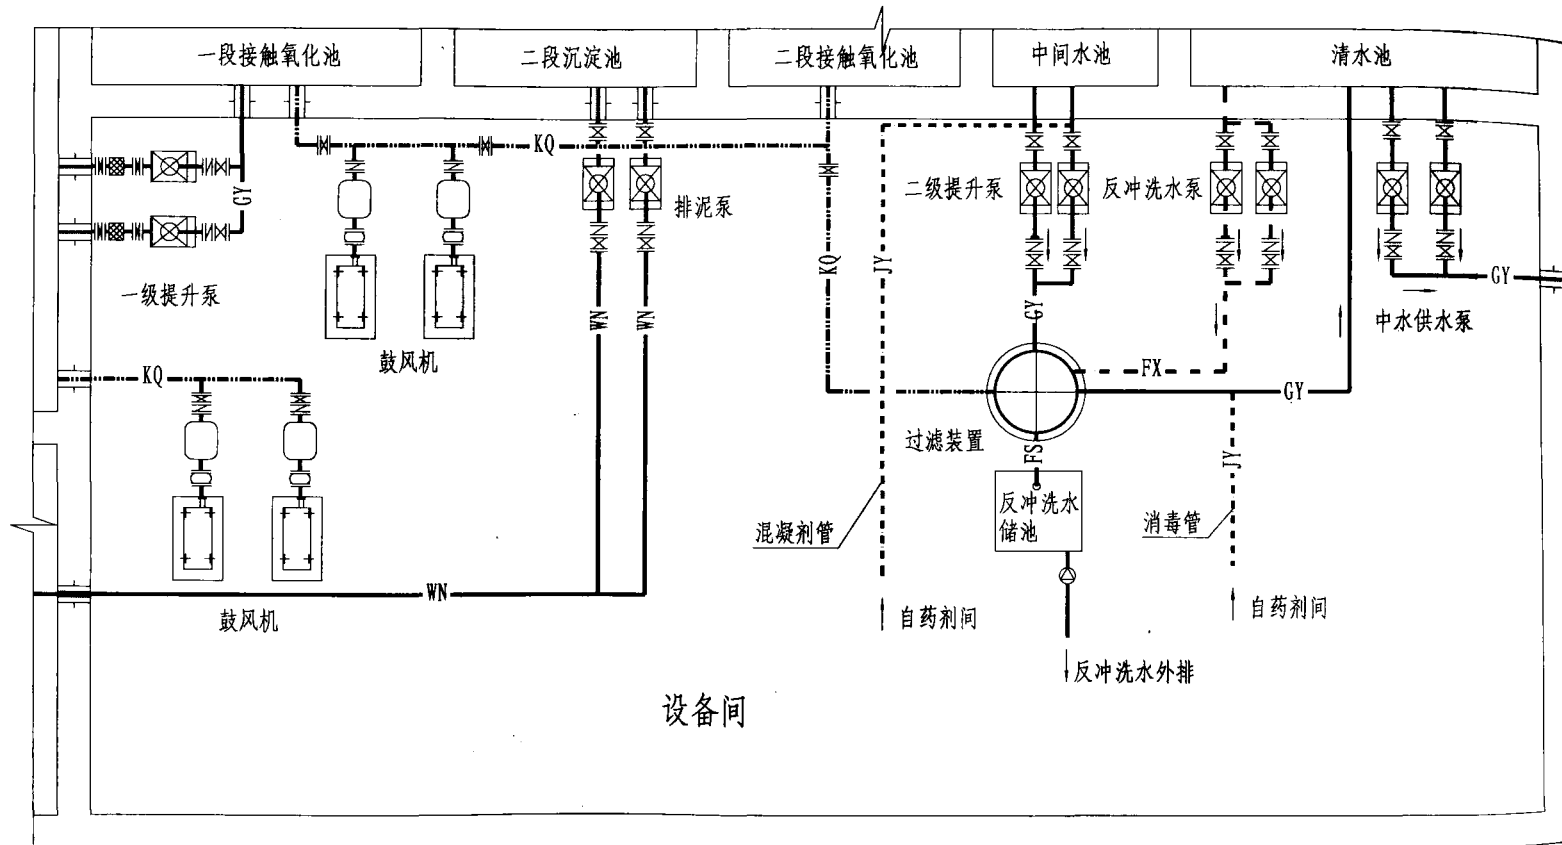 一段接触氧化池
二段沉淀池
二段接触氧化池
中间水池
清水池
KQ
GY
排泥泵
二级提升泵
反冲洗水泵
一级提升泵
KQ
JY
GY
GY
WN
WN
中水供水泵
鼓风机
KQ
FX
GY
过滤装置
FS
JY
反冲洗水
储池
混凝剂管
消毒管
WN
鼓风机
自药剂间
自药剂间
反冲洗水外排
设备间